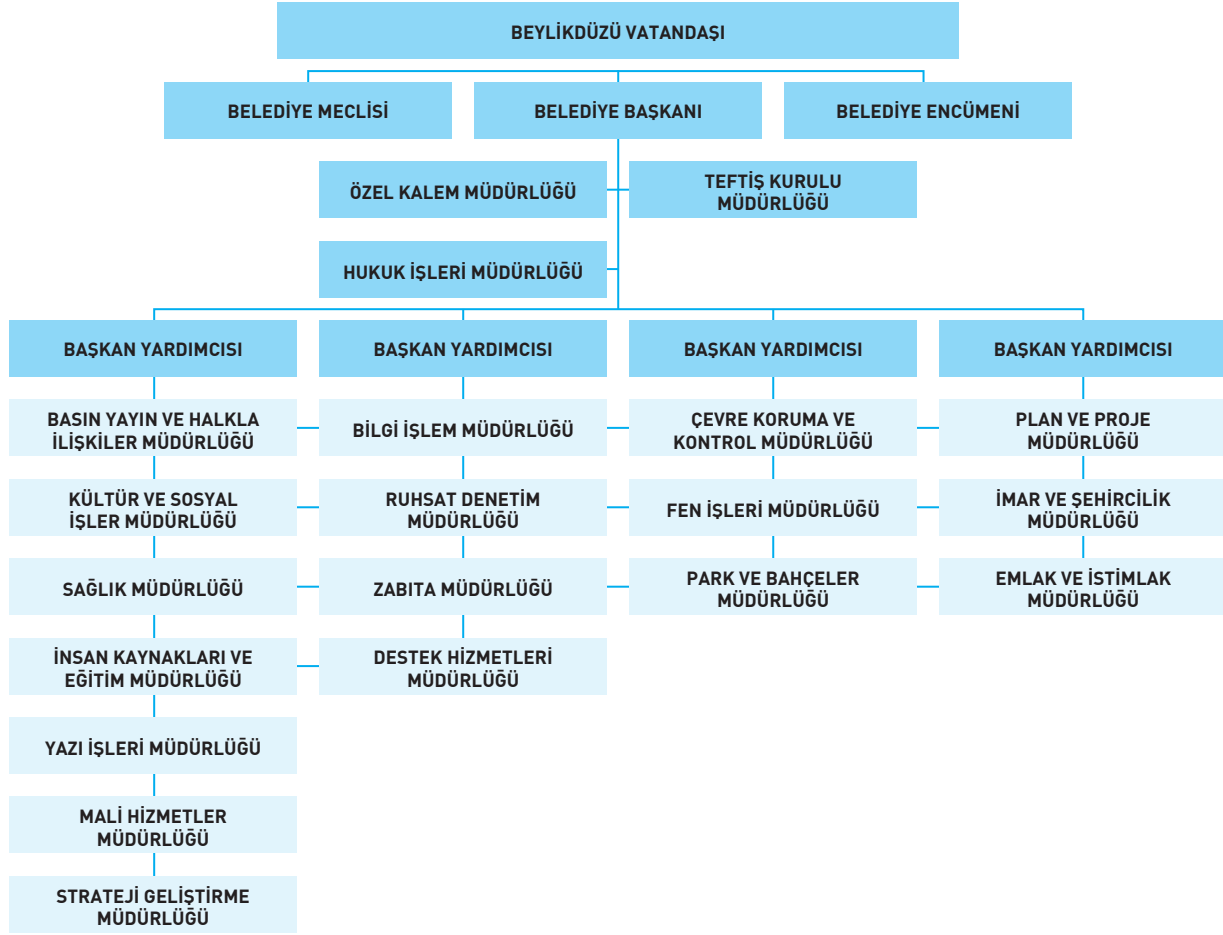 BEYLİKDÜZÜ VATANDAŞI
BELEDİYE MECLİSİ
BELEDİYE BAŞKANI
BELEDİYE ENCÜMENİ
ÖZEL KALEM MÜDÜRLÜĞÜ
TEFTİŞ KURULU
MÜDÜRLÜĞÜ
HUKUK İŞLERİ MÜDÜRLÜĞÜ
BAŞKAN YARDIMCISI
BAŞKAN YARDIMCISI
BAŞKAN YARDIMCISI
BAŞKAN YARDIMCISI
BASIN YAYIN VE HALKLA
İLİŞKİLER MÜDÜRLÜĞÜ
BİLGİ İŞLEM MÜDÜRLÜĞÜ
ÇEVRE KORUMA VE
KONTROL MÜDÜRLÜĞÜ
PLAN VE PROJE
MÜDÜRLÜĞÜ
KÜLTÜR VE SOSYAL
İŞLER MÜDÜRLÜĞÜ
RUHSAT DENETİM
MÜDÜRLÜĞÜ
FEN İŞLERİ MÜDÜRLÜĞÜ
İMAR VE ŞEHİRCİLİK
MÜDÜRLÜĞÜ
SAĞLIK MÜDÜRLÜĞÜ
ZABITA MÜDÜRLÜĞÜ
PARK VE BAHÇELER
MÜDÜRLÜĞÜ
EMLAK VE İSTİMLAK
MÜDÜRLÜĞÜ
İNSAN KAYNAKLARI VE
EĞİTİM MÜDÜRLÜĞÜ
DESTEK HİZMETLERİ
MÜDÜRLÜĞÜ
YAZI İŞLERİ MÜDÜRLÜĞÜ
MALİ HİZMETLER
MÜDÜRLÜĞÜ
STRATEJİ GELİŞTİRME
MÜDÜRLÜĞÜ